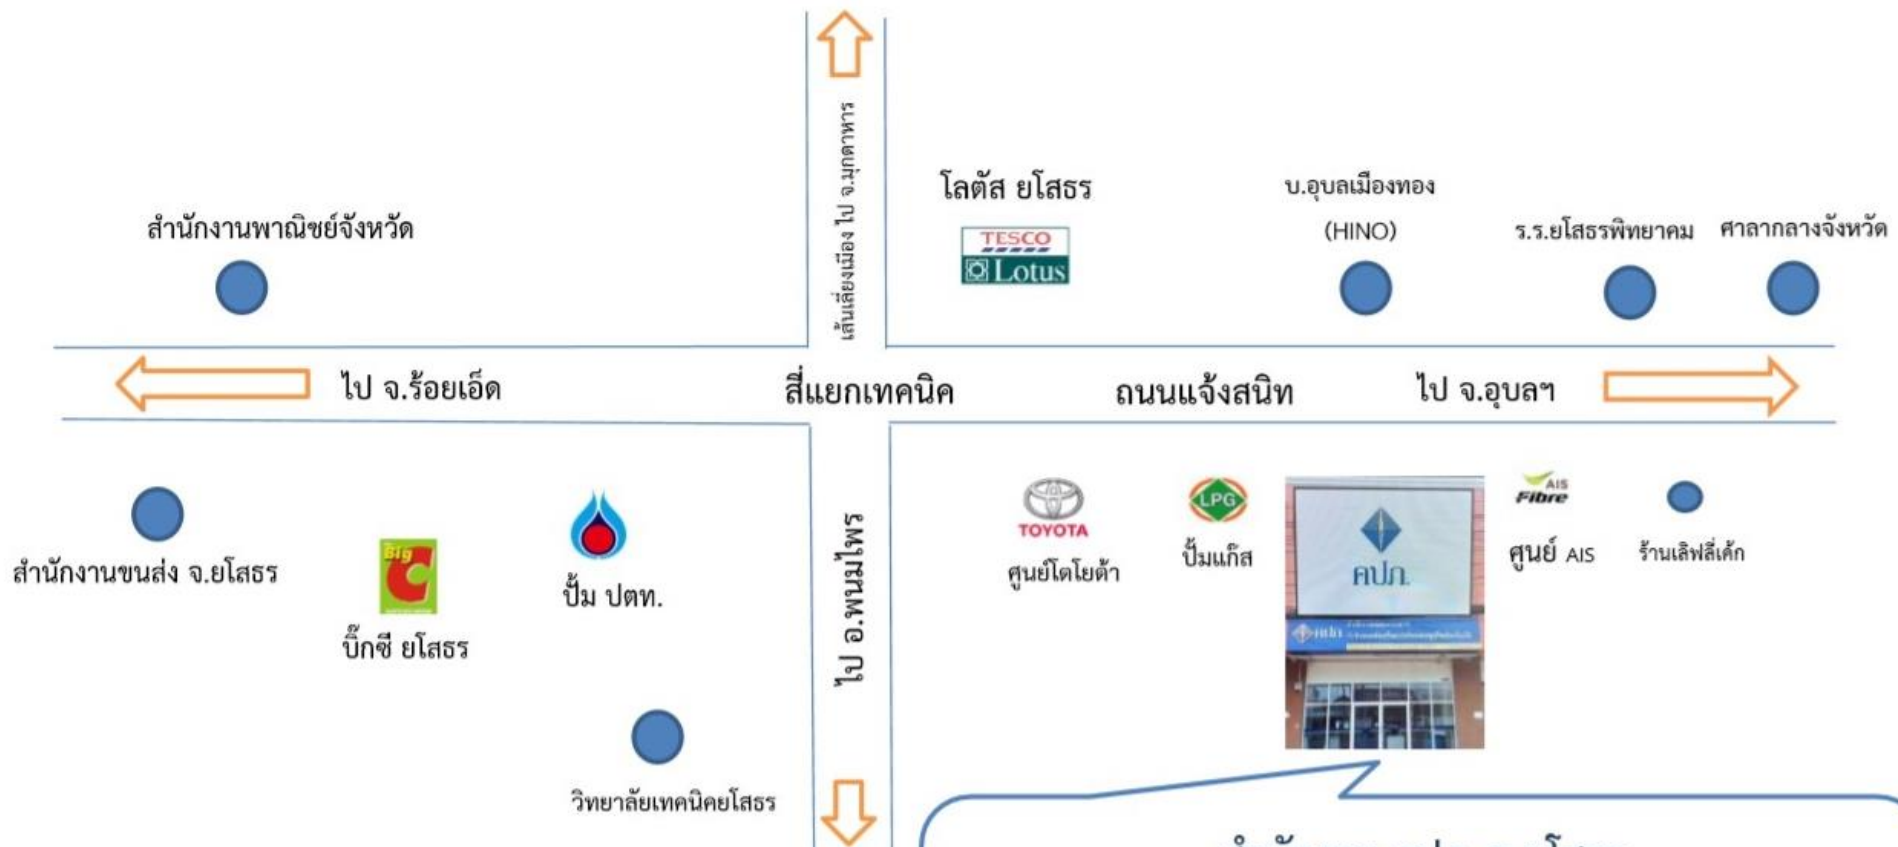 เส้นเลี่ยงเมือง ไป จ.มุกดาหาร
สำนักงานพาณิชย์จังหวัด
โลตัส ยโสธร
TESCO
Lotus
บ.อุบลเมืองทอง
(HINO)
ร.ร.ยโสธรพิทยาคม
ศาลากลางจังหวัด
ไป จ.ร้อยเอ็ด
สี่แยกเทคนิค
ถนนแจ้งสนิท
ไป จ.อุบลฯ
สำนักงานขนส่ง จ.ยโสธร
Big
C
บิ๊กซี ยโสธร
ปั้ม ปตท.
วิทยาลัยเทคนิคยโสธร
ไป อ.พนมไพร
TOYOTA
ศูนย์โตโยต้า
LPG
ปั้มแก๊ส
คปภ.
คปภ
AIS
Fibre
ศูนย์ AIS
ร้านเลิฟลี่เค้ก